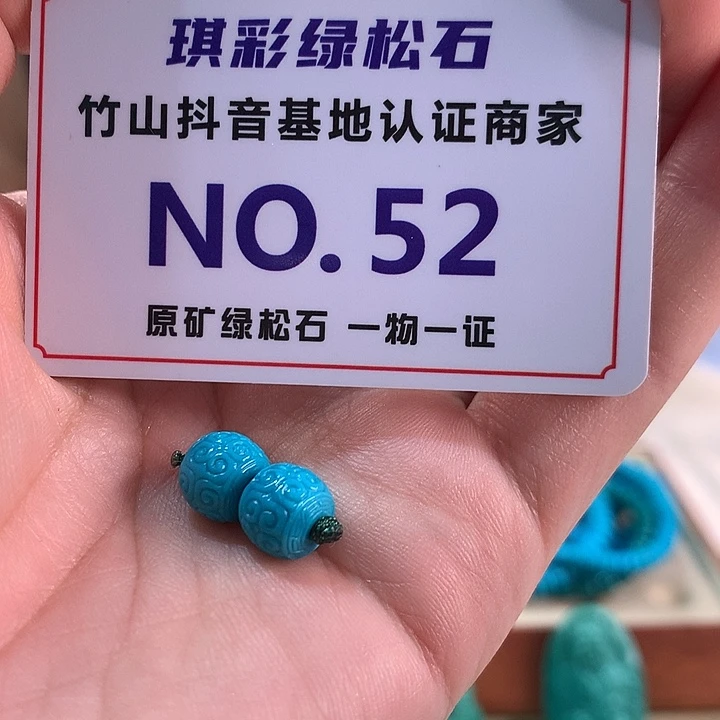 琪彩绿松石
竹山抖音基地认证商家
NO. 52
原矿绿松石 一物一证